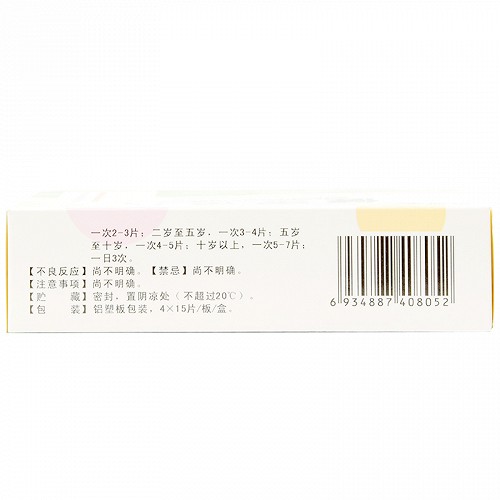 一次2-3片；二岁至五岁，一次3-4片；五岁
至十岁，一次4-5片；十岁以上，一次5-7片；
一日3次。
【不良反应】尚不明确。【禁忌】尚不明确。
【注意事项】尚不明确。
【贮　　藏】密封，置阴凉处（不超过20℃）。
【包　　装】铝塑板包装，4×15片/板/盒。
6 934887 408052